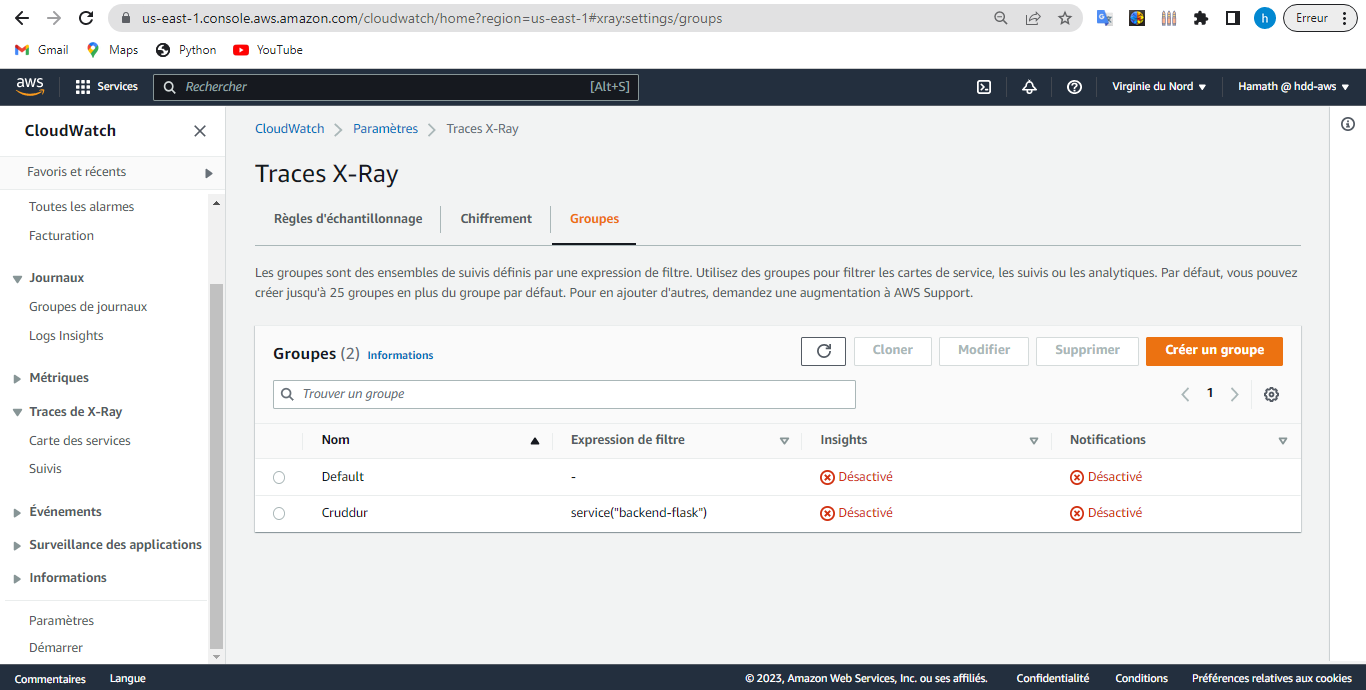 us-east-1.console.aws.amazon.com/cloudwatch/home?region=us-east-1#xray:settings/groups
h
Erreur
Gmail
Maps
Python
YouTube
aws
Services
Rechercher
[Alt+S]
Virginie du Nord
Hamath @ hdd-aws
CloudWatch
Favoris et récents
Toutes les alarmes
Facturation
Journaux
Groupes de journaux
Logs Insights
Métriques
Traces de X-Ray
Carte des services
Suivis
Événements
Surveillance des applications
Informations
Paramètres
Démarrer
CloudWatch
Paramètres
Traces X-Ray
Traces X-Ray
Règles d'échantillonnage
Chiffrement
Groupes
Les groupes sont des ensembles de suivis définis par une expression de filtre. Utilisez des groupes pour filtrer les cartes de service, les suivis ou les analytiques. Par défaut, vous pouvez
créer jusqu'à 25 groupes en plus du groupe par défaut. Pour en ajouter d'autres, demandez une augmentation à AWS Support.
Groupes (2) Informations
Cloner
Modifier
Supprimer
Créer un groupe
Trouver un groupe
1
Nom
Expression de filtre
Insights
Notifications
Default
-
Désactivé
Désactivé
Cruddur
service("backend-flask")
Désactivé
Désactivé
Commentaires
Langue
© 2023, Amazon Web Services, Inc. ou ses affiliés.
Confidentialité
Conditions
Préférences relatives aux cookies